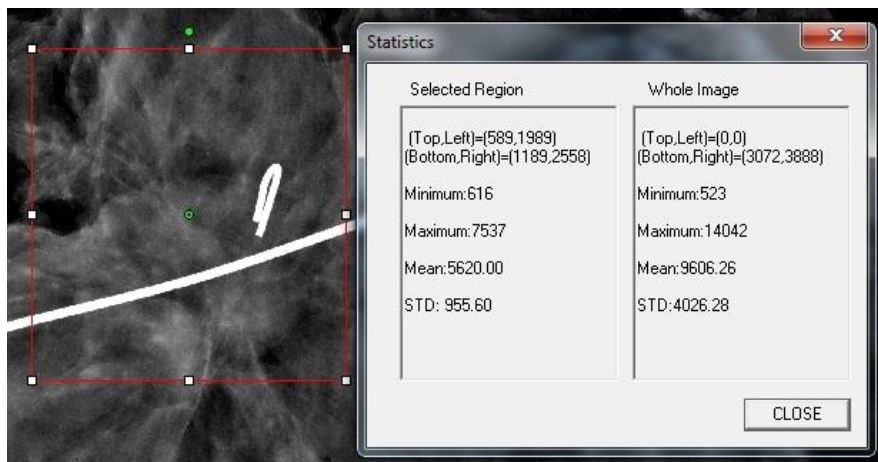 Statistics
Selected Region
(Top,Left)=(589,1989)
(Bottom,Right)=(1189,2558)
Minimum:616
Maximum:7537
Mean:5620.00
STD: 955.60
Whole Image
(Top,Left)=(0,0)
(Bottom,Right)=(3072,3888)
Minimum:523
Maximum:14042
Mean:9606.26
STD:4026.28
CLOSE